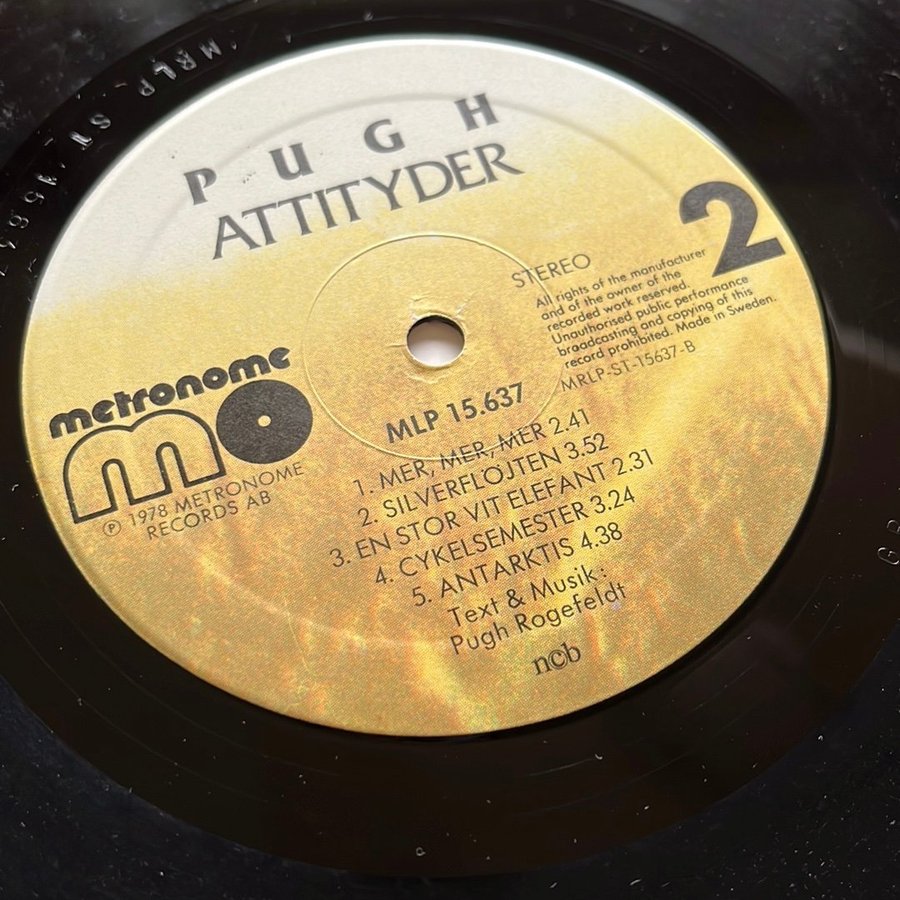 PUGH
ATTITYDER
2
STEREO
All rights of the manufacturer
and of the owner of the
recorded work reserved.
Unauthorised public performance
broadcasting and copying of this
record prohibited. Made in Sweden.
MRLP-ST-15637-B
metronome
mo
℗ 1978 METRONOME
RECORDS AB
MLP 15.637
1. MER, MER, MER 2.41
2. SILVERFLÖJTEN 3.52
3. EN STOR VIT ELEFANT 2.31
4. CYKELSEMESTER 3.24
5. ANTARKTIS 4.38
Text & Musik:
Pugh Rogefeldt
n©b
MRLP ST